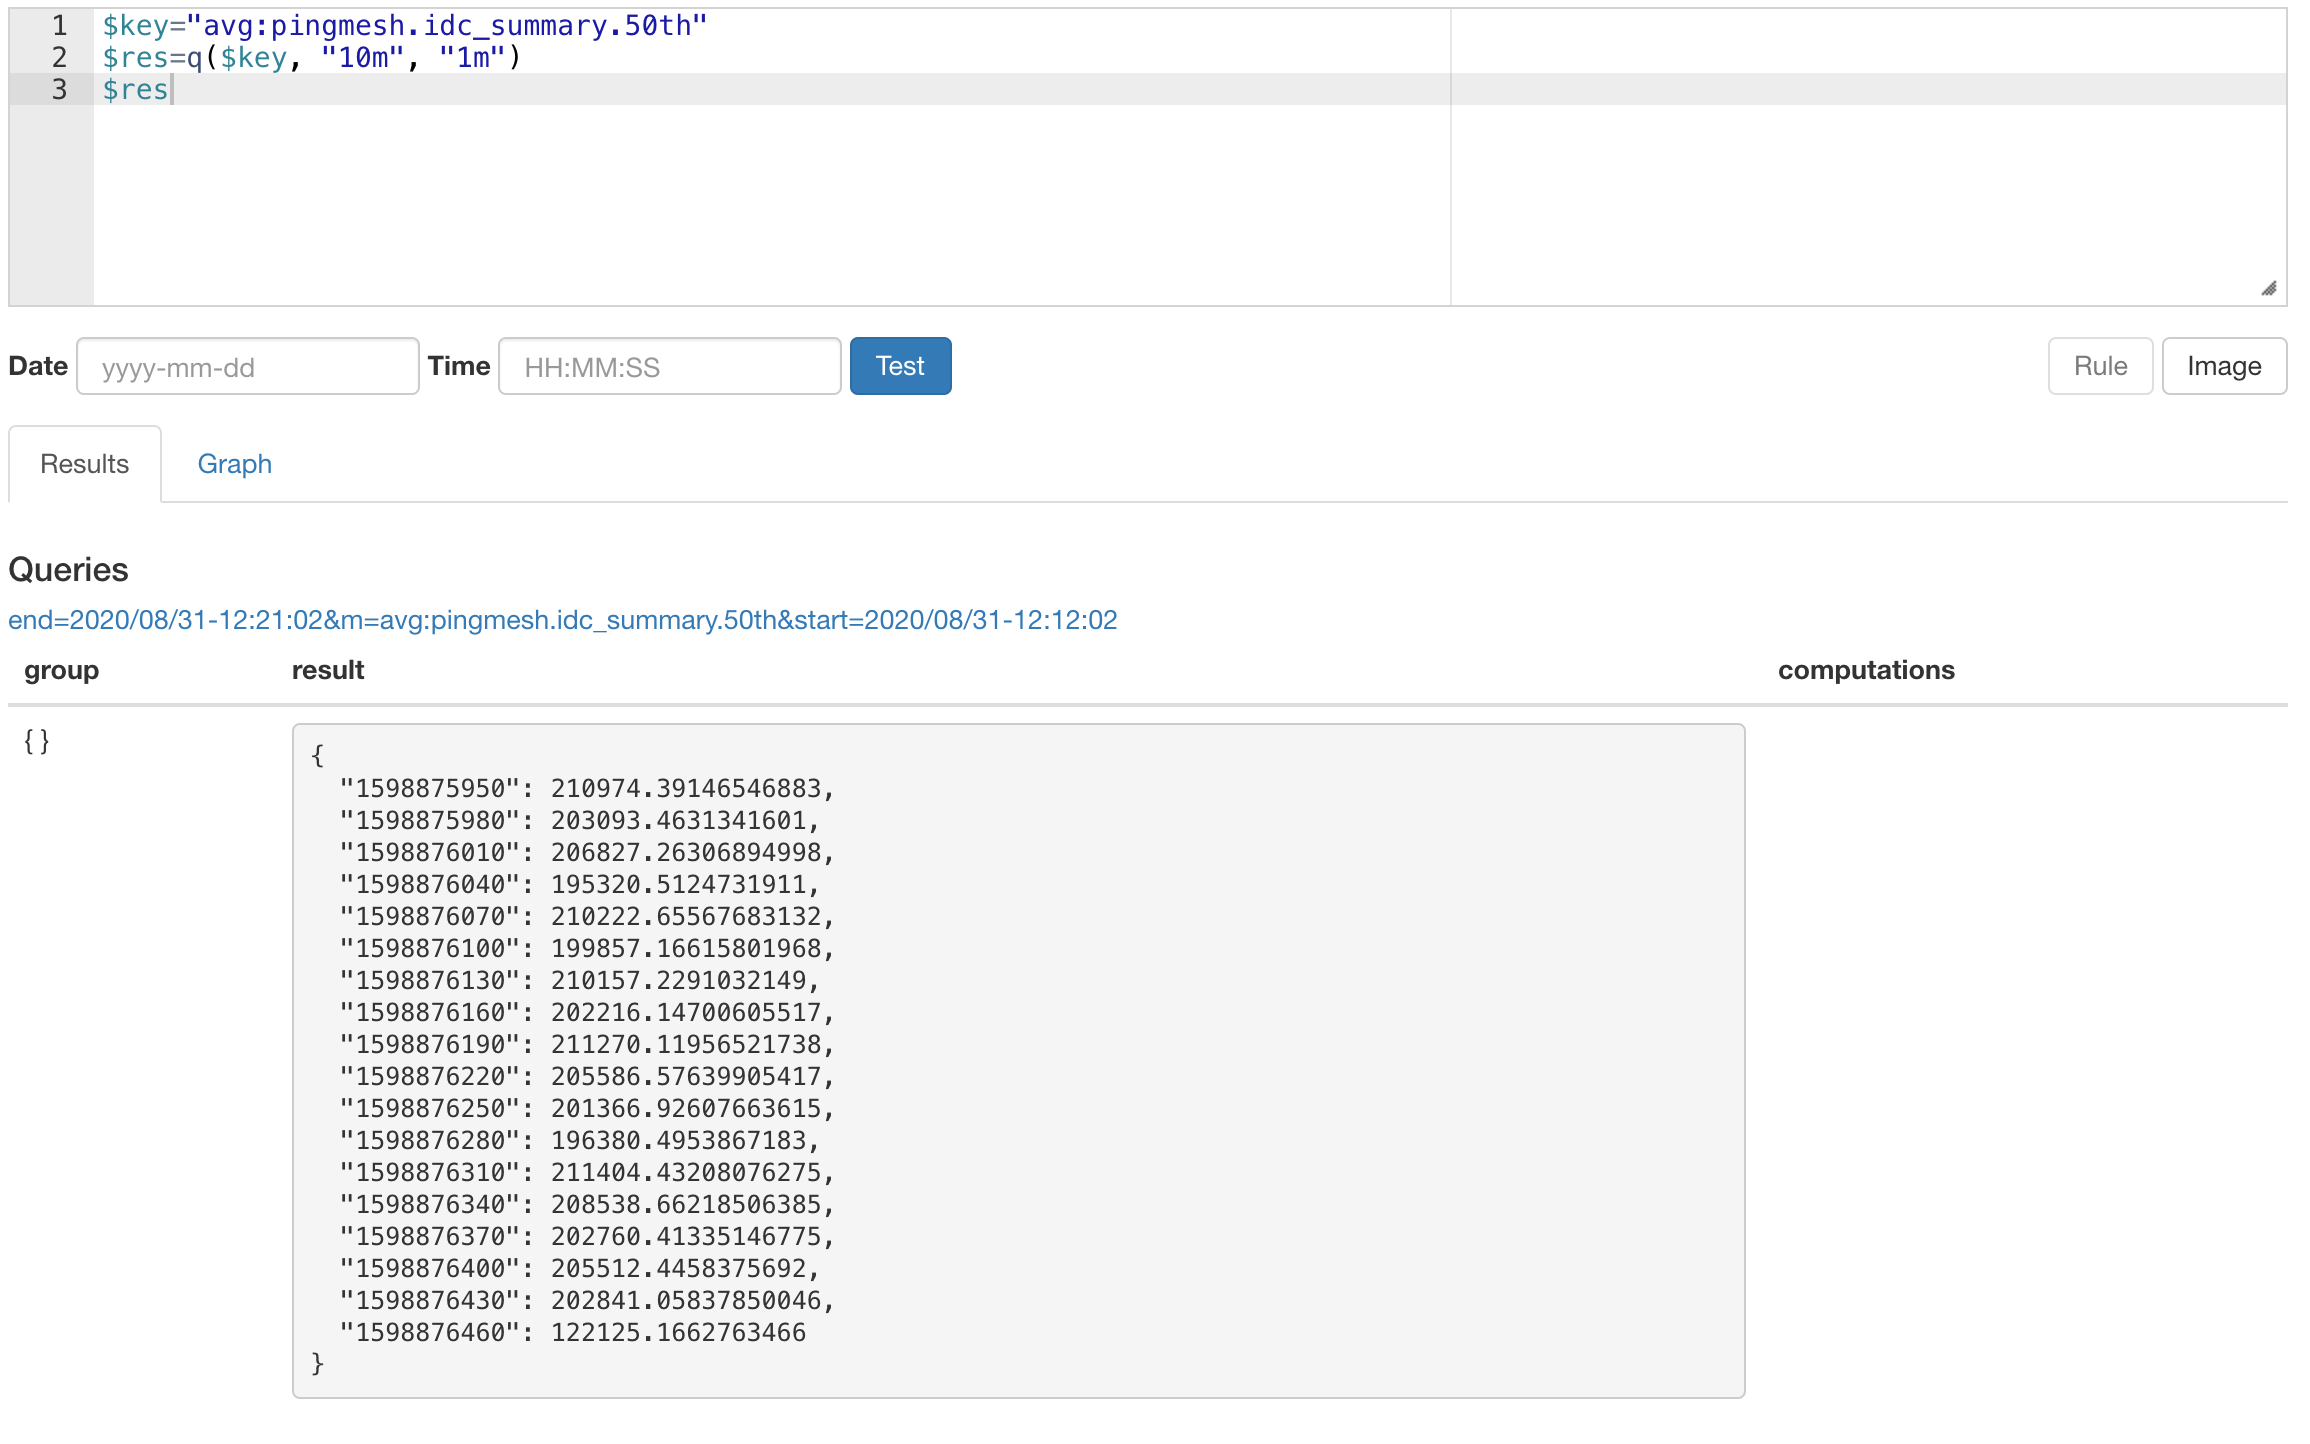 1 $key="avg:pingmesh.idc_summary.50th"
2 $res=q($key, "10m", "1m")
3 $res
Date yyyy-mm-dd Time HH:MM:SS Test Rule Image
Results Graph
Queries
end=2020/08/31-12:21:02&m=avg:pingmesh.idc_summary.50th&start=2020/08/31-12:12:02
group result computations
{ }
{
"1598875950": 210974.39146546883,
"1598875980": 203093.4631341601,
"1598876010": 206827.26306894998,
"1598876040": 195320.5124731911,
"1598876070": 210222.65567683132,
"1598876100": 199857.16615801968,
"1598876130": 210157.2291032149,
"1598876160": 202216.14700605517,
"1598876190": 211270.11956521738,
"1598876220": 205586.57639905417,
"1598876250": 201366.92607663615,
"1598876280": 196380.4953867183,
"1598876310": 211404.43208076275,
"1598876340": 208538.66218506385,
"1598876370": 202760.41335146775,
"1598876400": 205512.4458375692,
"1598876430": 202841.05837850046,
"1598876460": 122125.1662763466
}